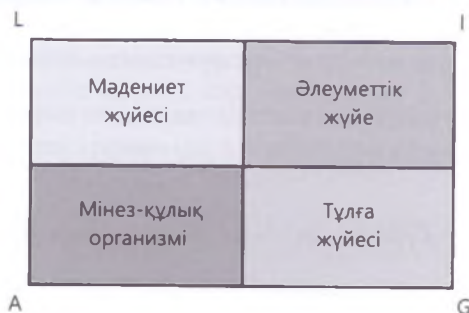 L I
Мәдениет
жүйесі
Әлеуметтік
жүйе
Мінез-құлық
организмі
Тұлға
жүйесі
A G